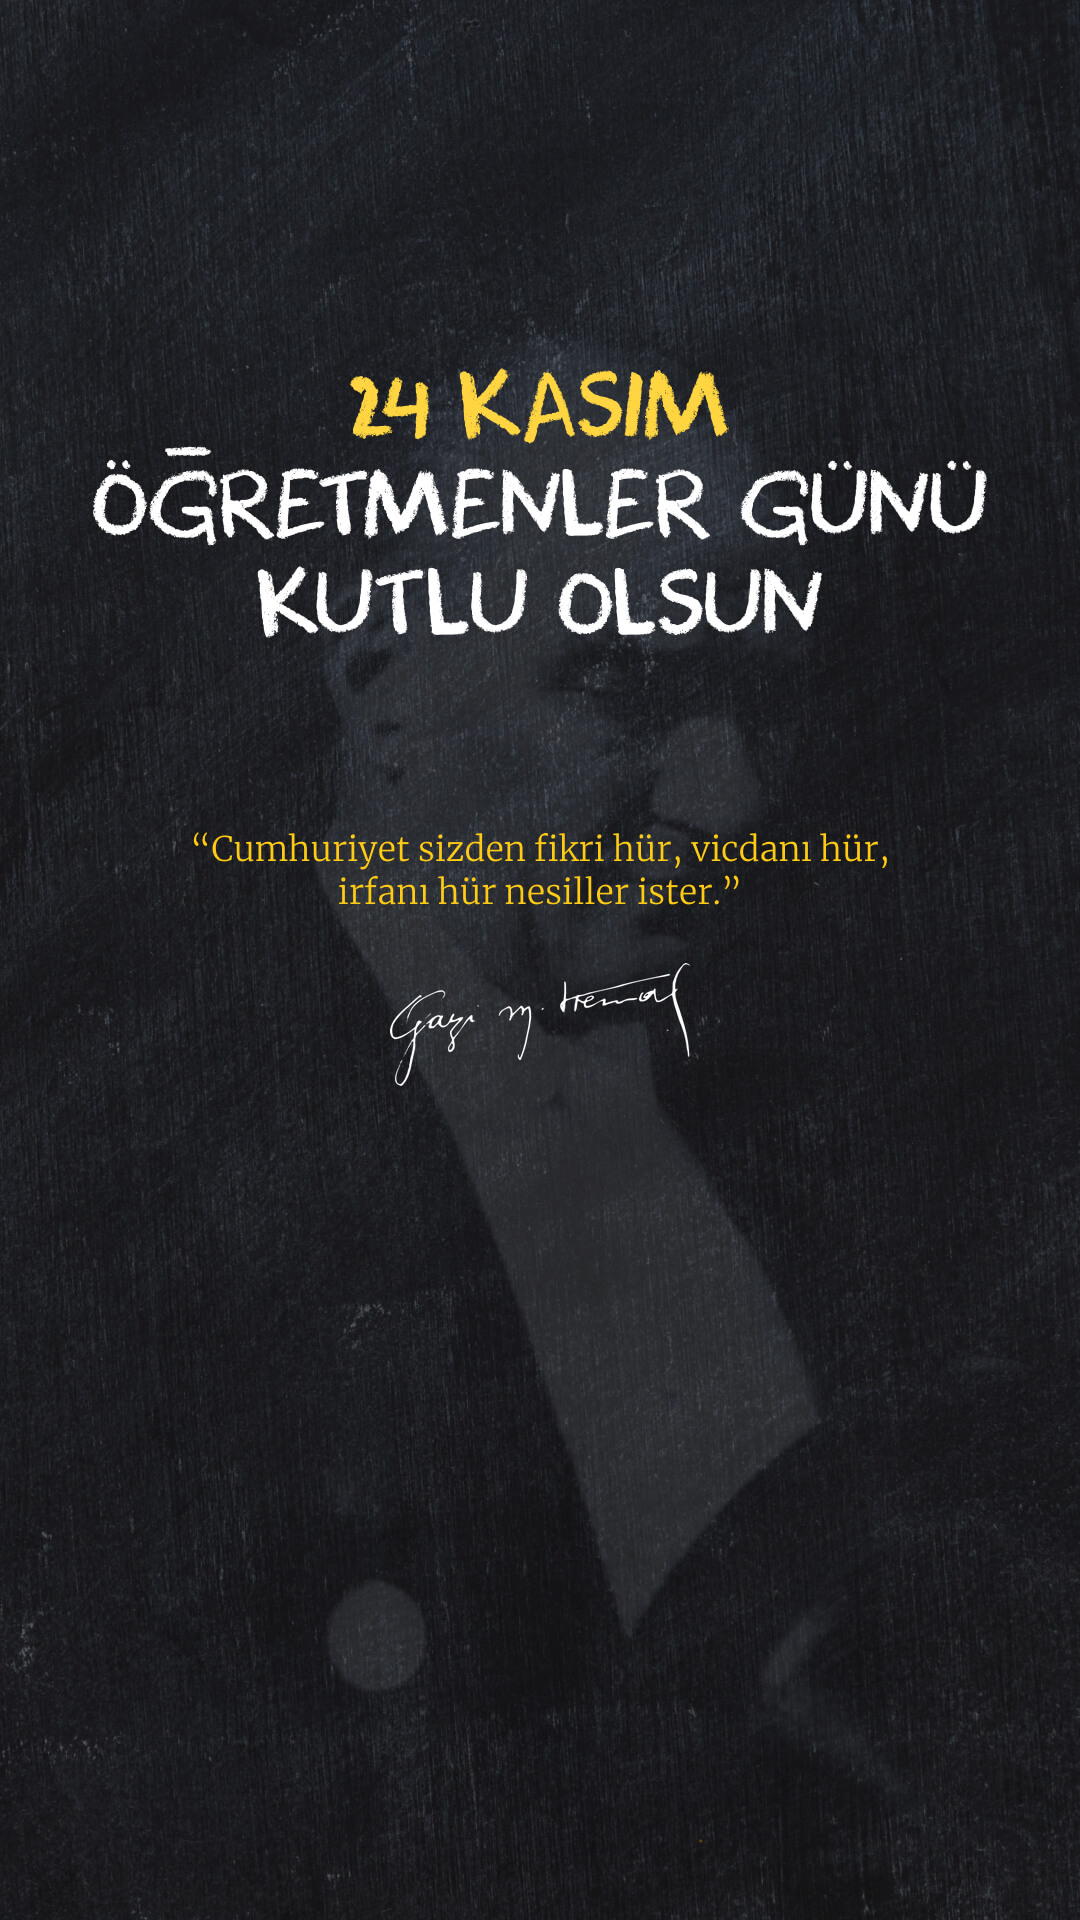 24 KASIM
ÖĞRETMENLER GÜNÜ
KUTLU OLSUN
“Cumhuriyet sizden fikri hür, vicdanı hür,
irfanı hür nesiller ister.”
Gazi M. Kemal